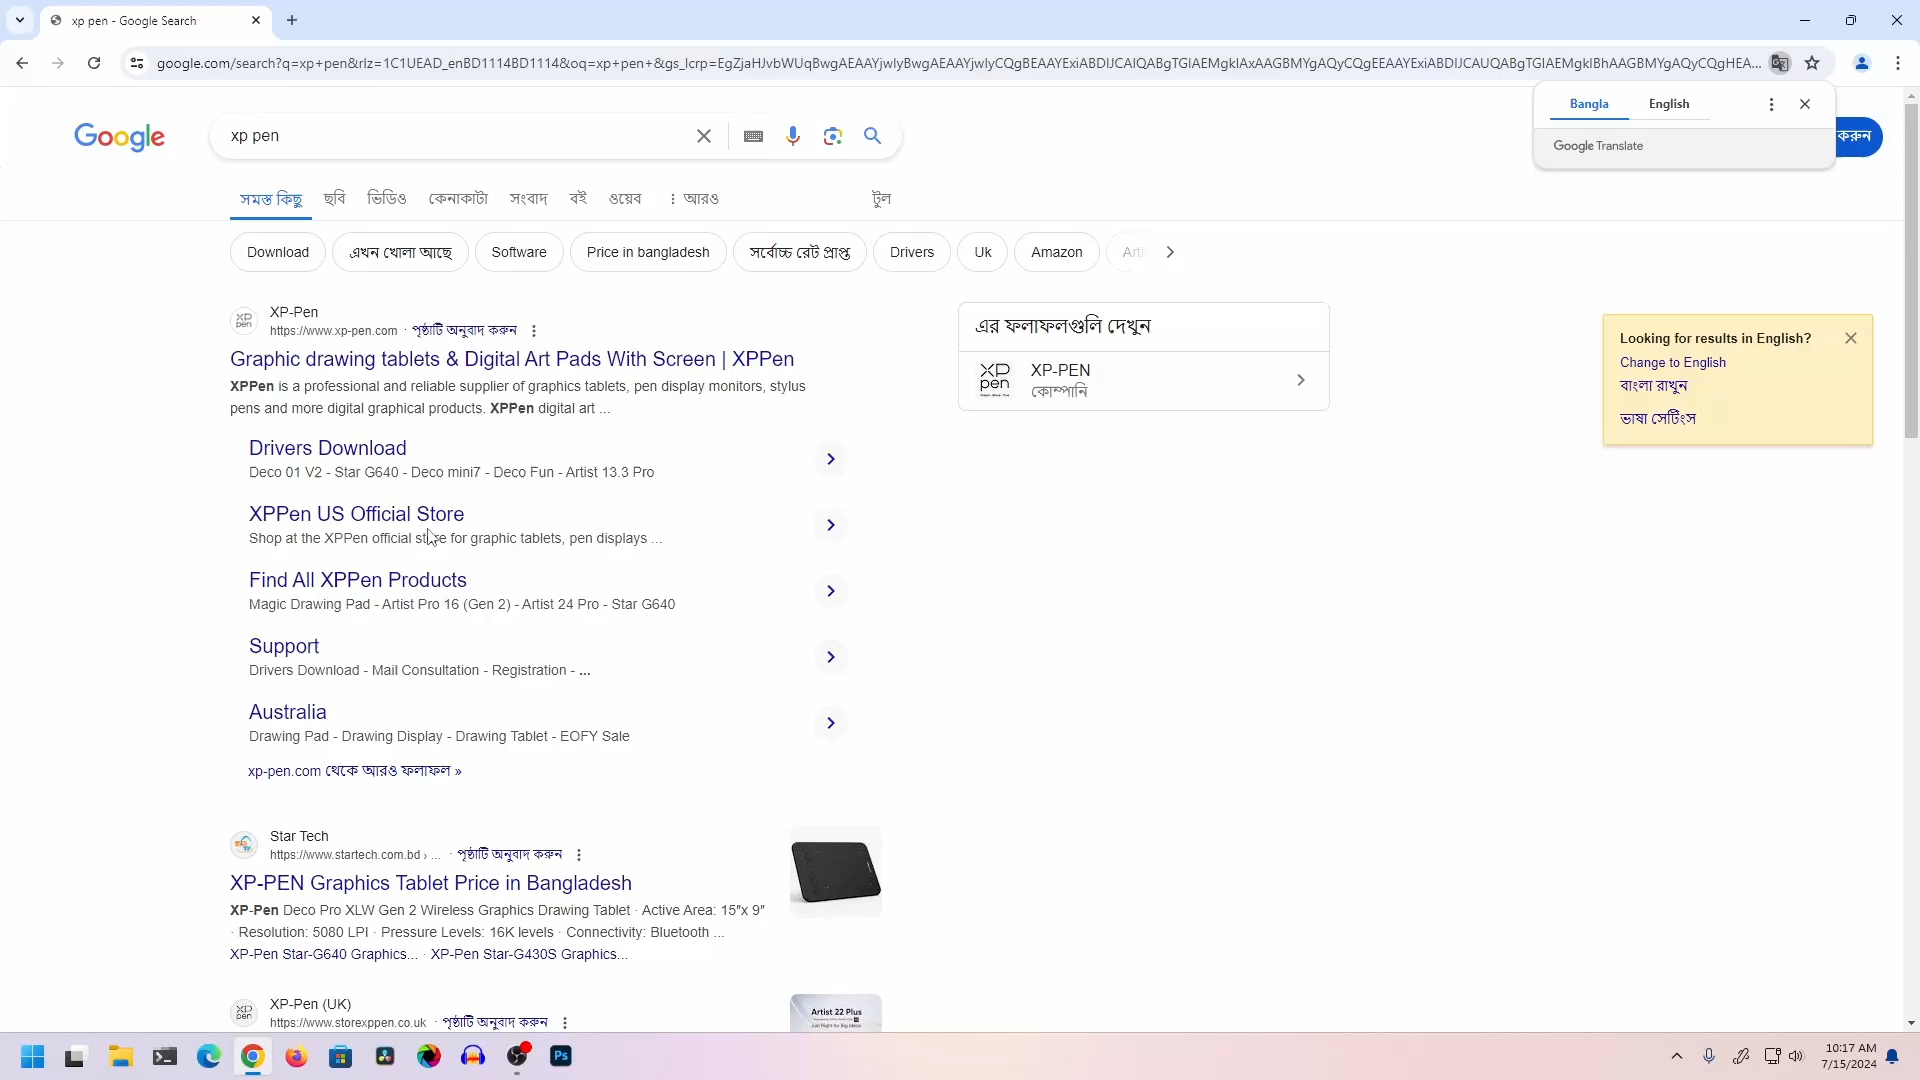 xp pen - Google Search
google.com/search?q=xp+pen&rlz=1C1UEAD_enBD1114BD1114&oq=xp+pen+&gs_lcrp=
Bangla English
Google Translate
Google
xp pen
করুন
সমস্ত কিছু ছবি ভিডিও কেনাকাটা সংবাদ বই ওয়েব আরও টুল
Download এখন খোলা আছে Software Price in bangladesh সর্বোচ্চ রেট প্রাপ্ত Drivers Uk Amazon
XP-Pen
https://www.xp-pen.com · পৃষ্ঠাটি অনুবাদ করুন
Graphic drawing tablets & Digital Art Pads With Screen | XPPen
XPPen is a professional and reliable supplier of graphics tablets, pen display monitors, stylus
pens and more digital graphical products. XPPen digital art ...
Drivers Download
Deco 01 V2 - Star G640 - Deco mini7 - Deco Fun - Artist 13.3 Pro
XPPen US Official Store
Shop at the XPPen official store for graphic tablets, pen displays ...
Find All XPPen Products
Magic Drawing Pad - Artist Pro 16 (Gen 2) - Artist 24 Pro - Star G640
Support
Drivers Download - Mail Consultation - Registration - ...
Australia
Drawing Pad - Drawing Display - Drawing Tablet - EOFY Sale
xp-pen.com থেকে আরও ফলাফল »
Star Tech
https://www.startech.com.bd › ... · পৃষ্ঠাটি অনুবাদ করুন
XP-PEN Graphics Tablet Price in Bangladesh
XP-Pen Deco Pro XLW Gen 2 Wireless Graphics Drawing Tablet · Active Area: 15"x 9"
· Resolution: 5080 LPI · Pressure Levels: 16K levels · Connectivity: Bluetooth ...
XP-Pen Star-G640 Graphics... · XP-Pen Star-G430S Graphics...
XP-Pen (UK)
https://www.storexppen.co.uk · পৃষ্ঠাটি অনুবাদ করুন
Artist 22 Plus
এর ফলাফলগুলি দেখুন
XP pen
XP-PEN
কোম্পানি
Looking for results in English?
Change to English
বাংলা রাখুন
ভাষা সেটিংস
Ps
10:17 AM
7/15/2024